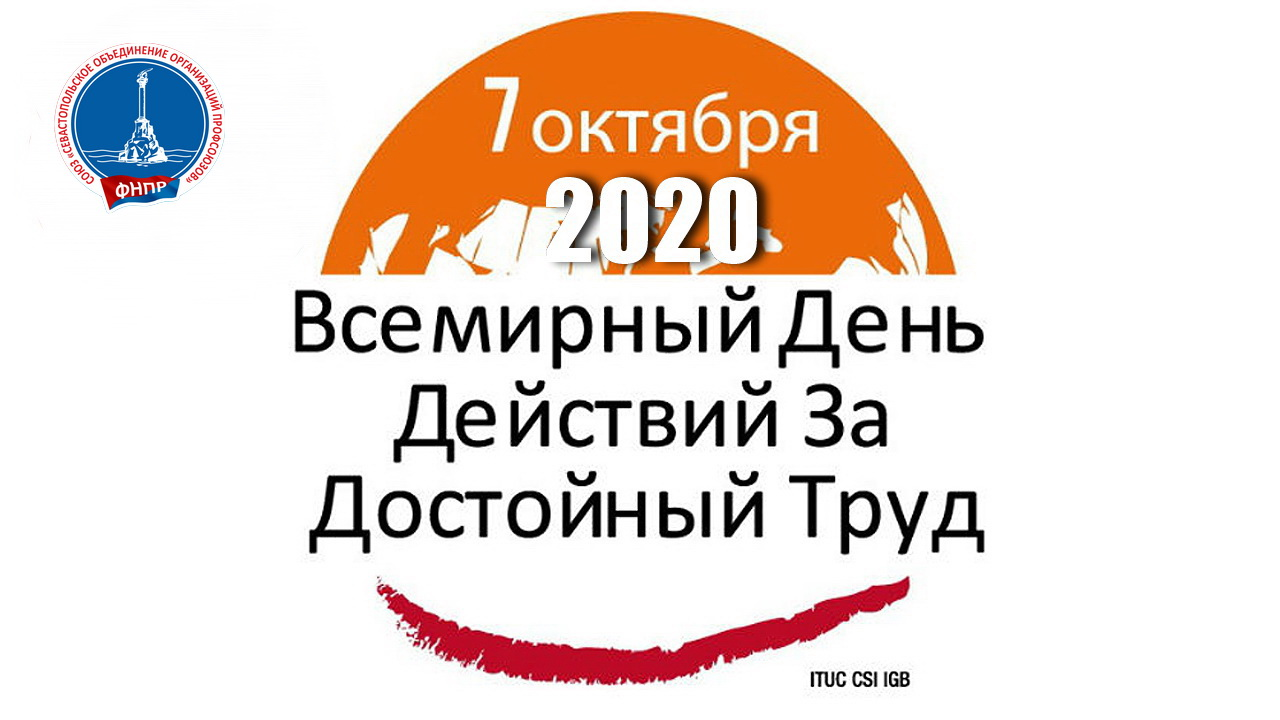 СОЮЗ «СЕВАСТОПОЛЬСКОЕ ОБЪЕДИНЕНИЕ ОРГАНИЗАЦИЙ ПРОФСОЮЗОВ»
ФНПР
7 октября
2020
Всемирный День
Действий За
Достойный Труд
ITUC CSI IGB